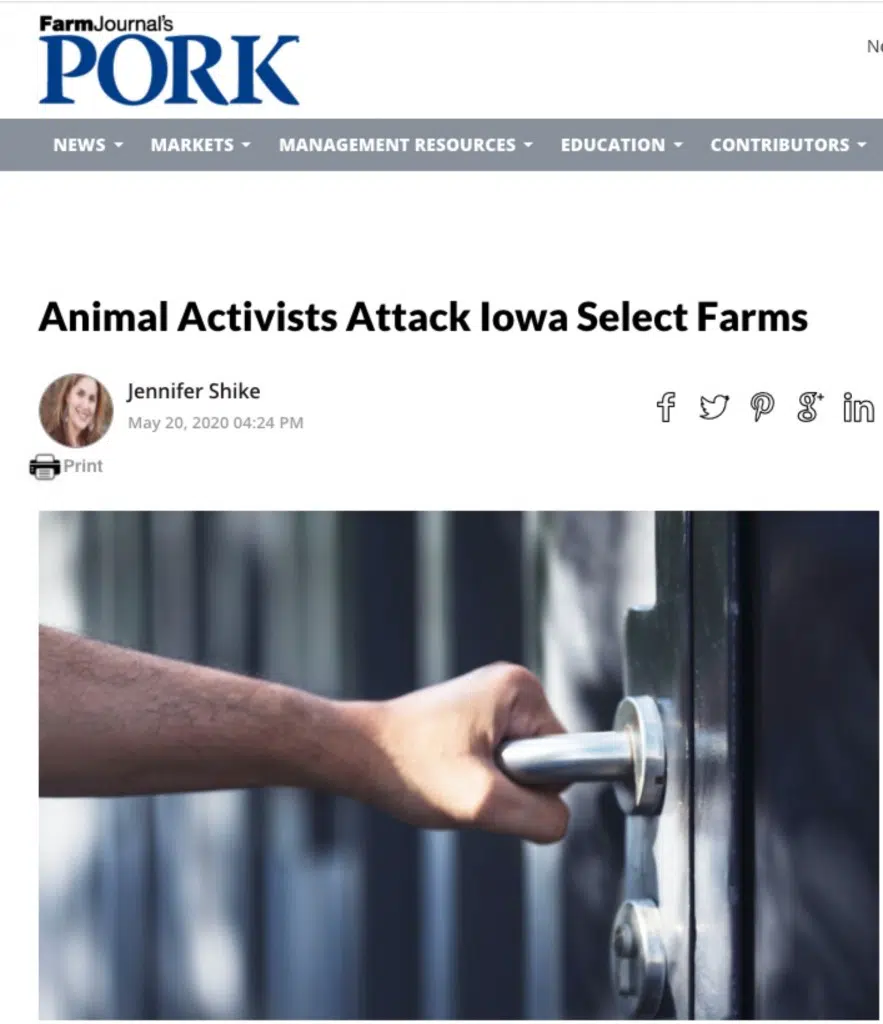 FarmJournal's
PORK
NEWS
MARKETS
MANAGEMENT RESOURCES
EDUCATION
CONTRIBUTORS
Animal Activists Attack Iowa Select Farms
Jennifer Shike
May 20, 2020 04:24 PM
Print